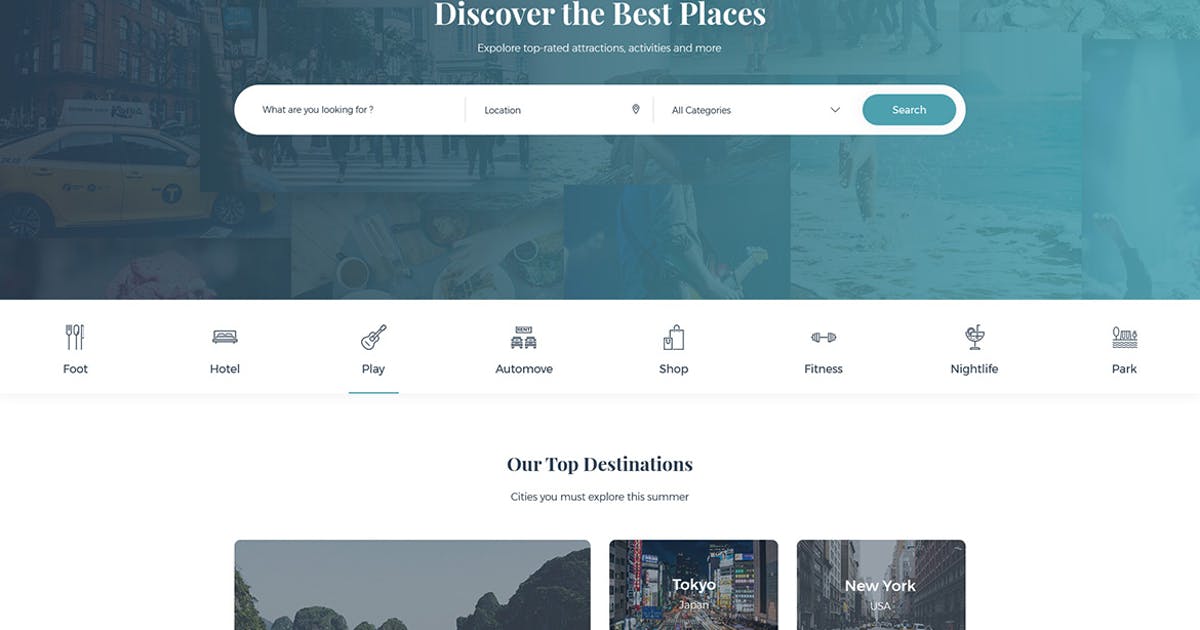 Discover the Best Places
Expolore top-rated attractions, activities and more
What are you looking for ?
Location
All Categories
Search
RENT
Foot
Hotel
Play
Automove
Shop
Fitness
Nightlife
Park
Our Top Destinations
Cities you must explore this summer
Tokyo
Japan
New York
USA